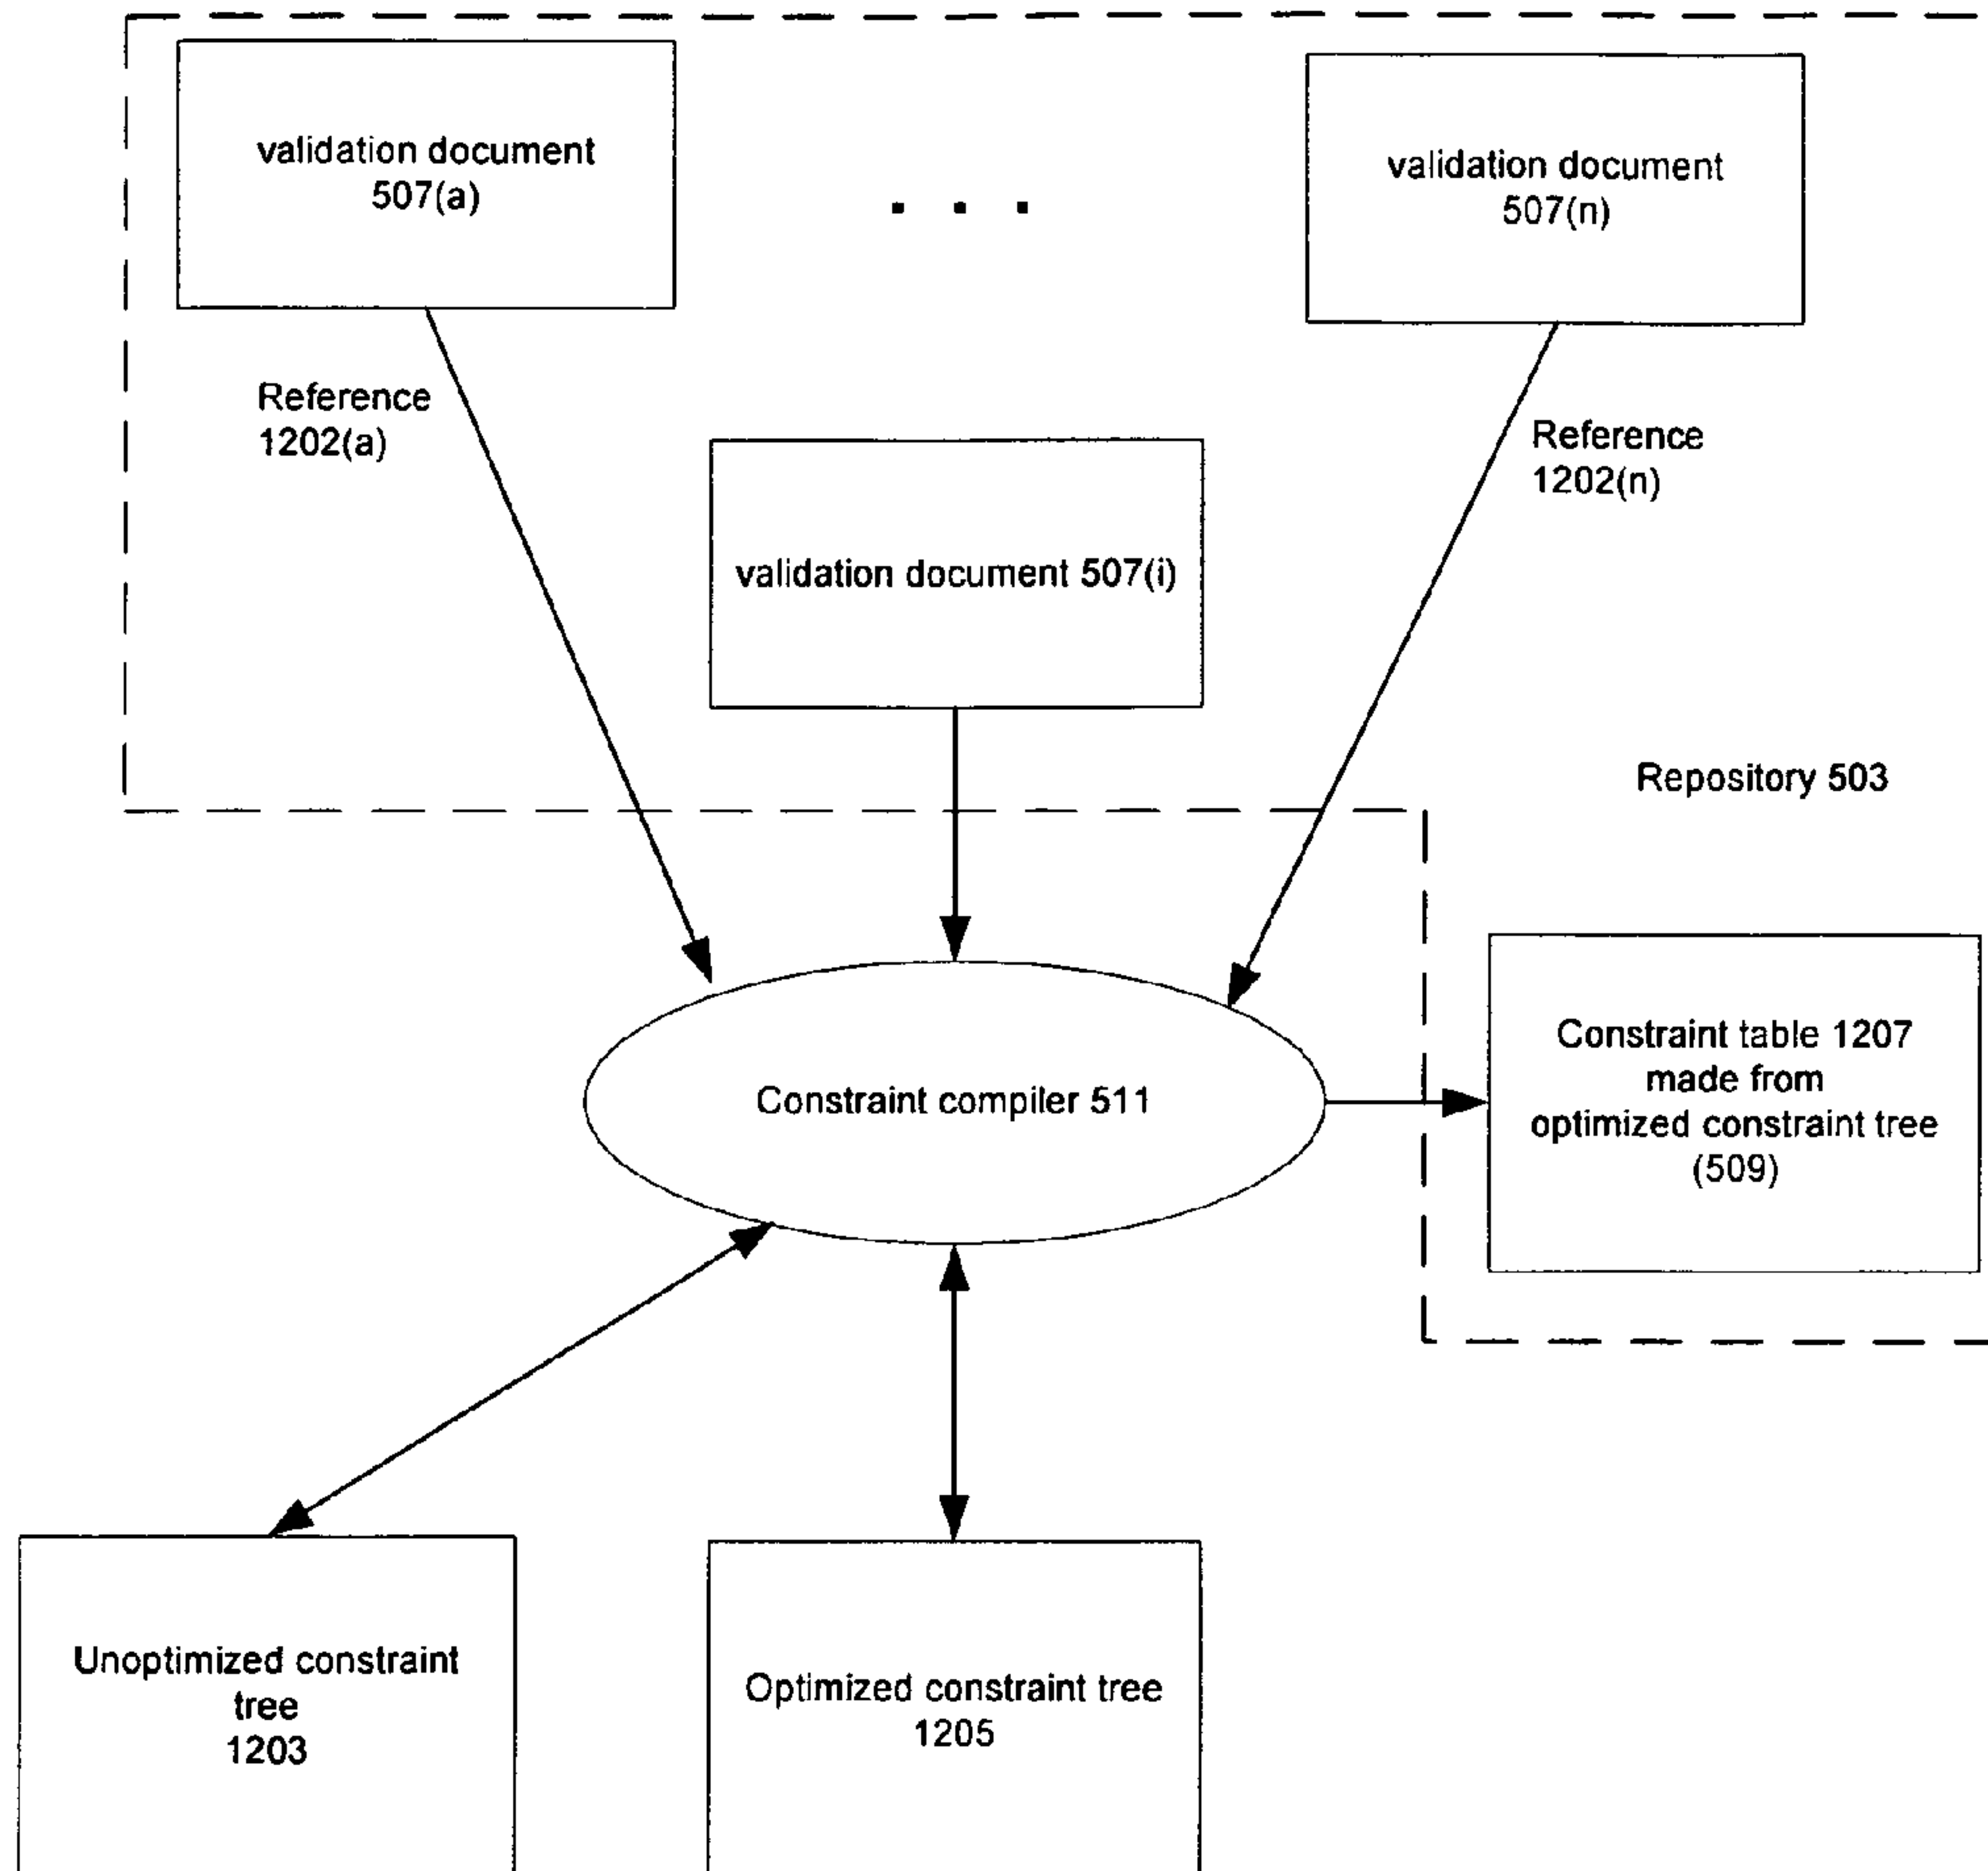 validation document
507(a)
. . .
validation document
507(n)
Reference
1202(a)
Reference
1202(n)
validation document 507(i)
Repository 503
Constraint compiler 511
Constraint table 1207
made from
optimized constraint tree
(509)
Unoptimized constraint
tree
1203
Optimized constraint tree
1205